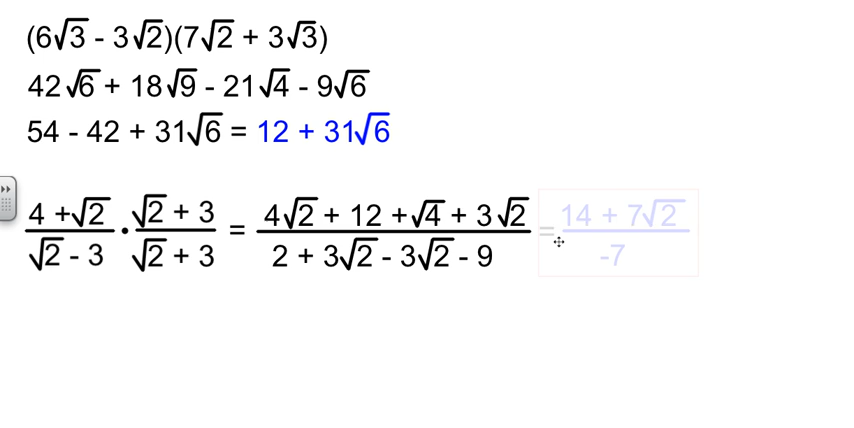 (6√3 - 3√2)(7√2 + 3√3)
42√6 + 18√9 - 21√4 - 9√6
54 - 42 + 31√6 = 12 + 31√6
4 +√2 / √2 - 3 · √2 + 3 / √2 + 3 = 4√2 + 12 +√4 + 3√2 / 2 + 3√2 - 3√2 - 9 = 14 + 7√2 / -7